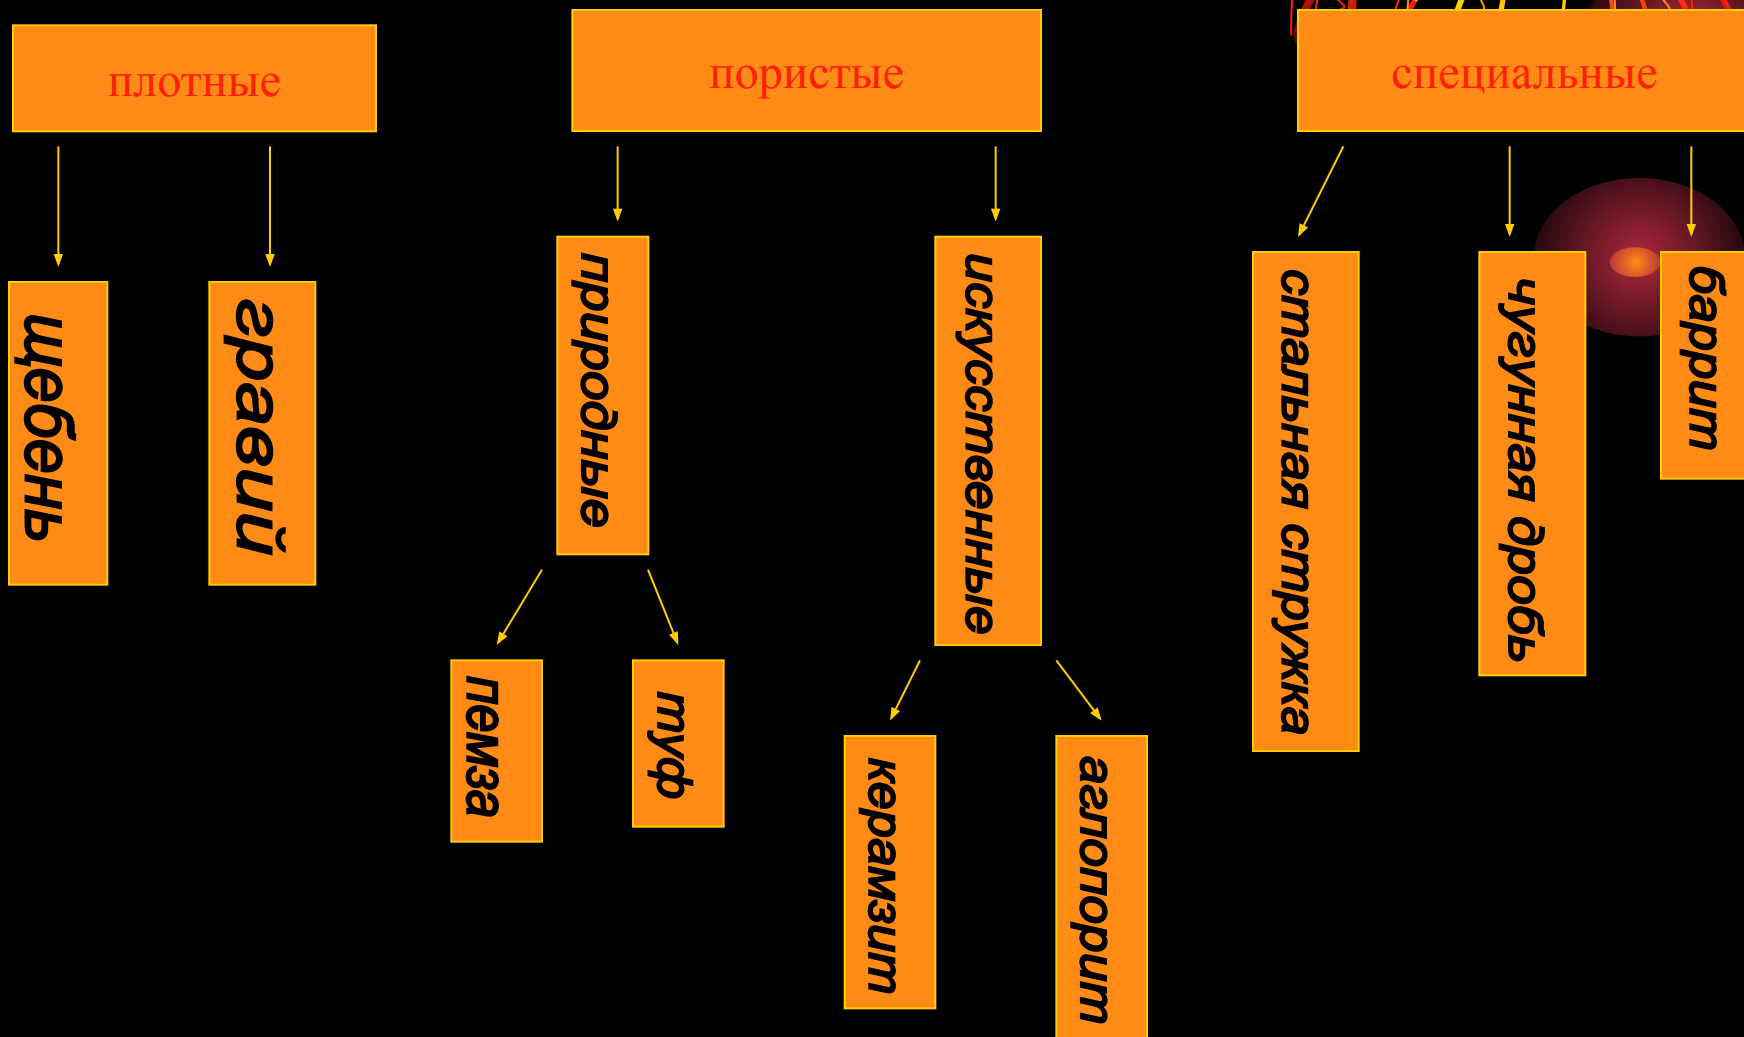 плотные
пористые
специальные
щебень
гравий
природные
искусственные
стальная стружка
чугунная дробь
баррит
пемза
туф
керамзит
аглопорит